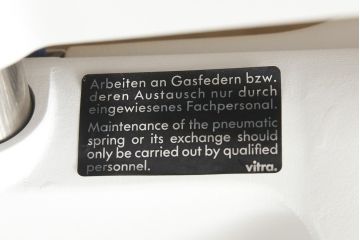 Arbeiten an Gasfedern bzw.
deren Austausch nur durch
eingewiesenes Fachpersonal.
Maintenance of the pneumatic
spring or its exchange should
only be carried out by qualified
personnel.
vitra.